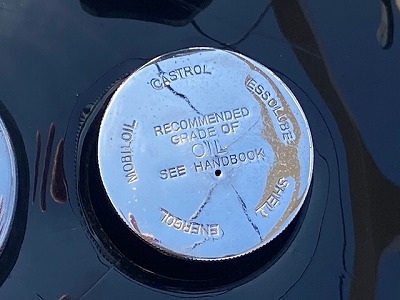 CASTROL
ESSOLUBE
SHELL
ENERGOL
MOBILOIL
RECOMMENDED
GRADE OF
OIL
SEE HANDBOOK